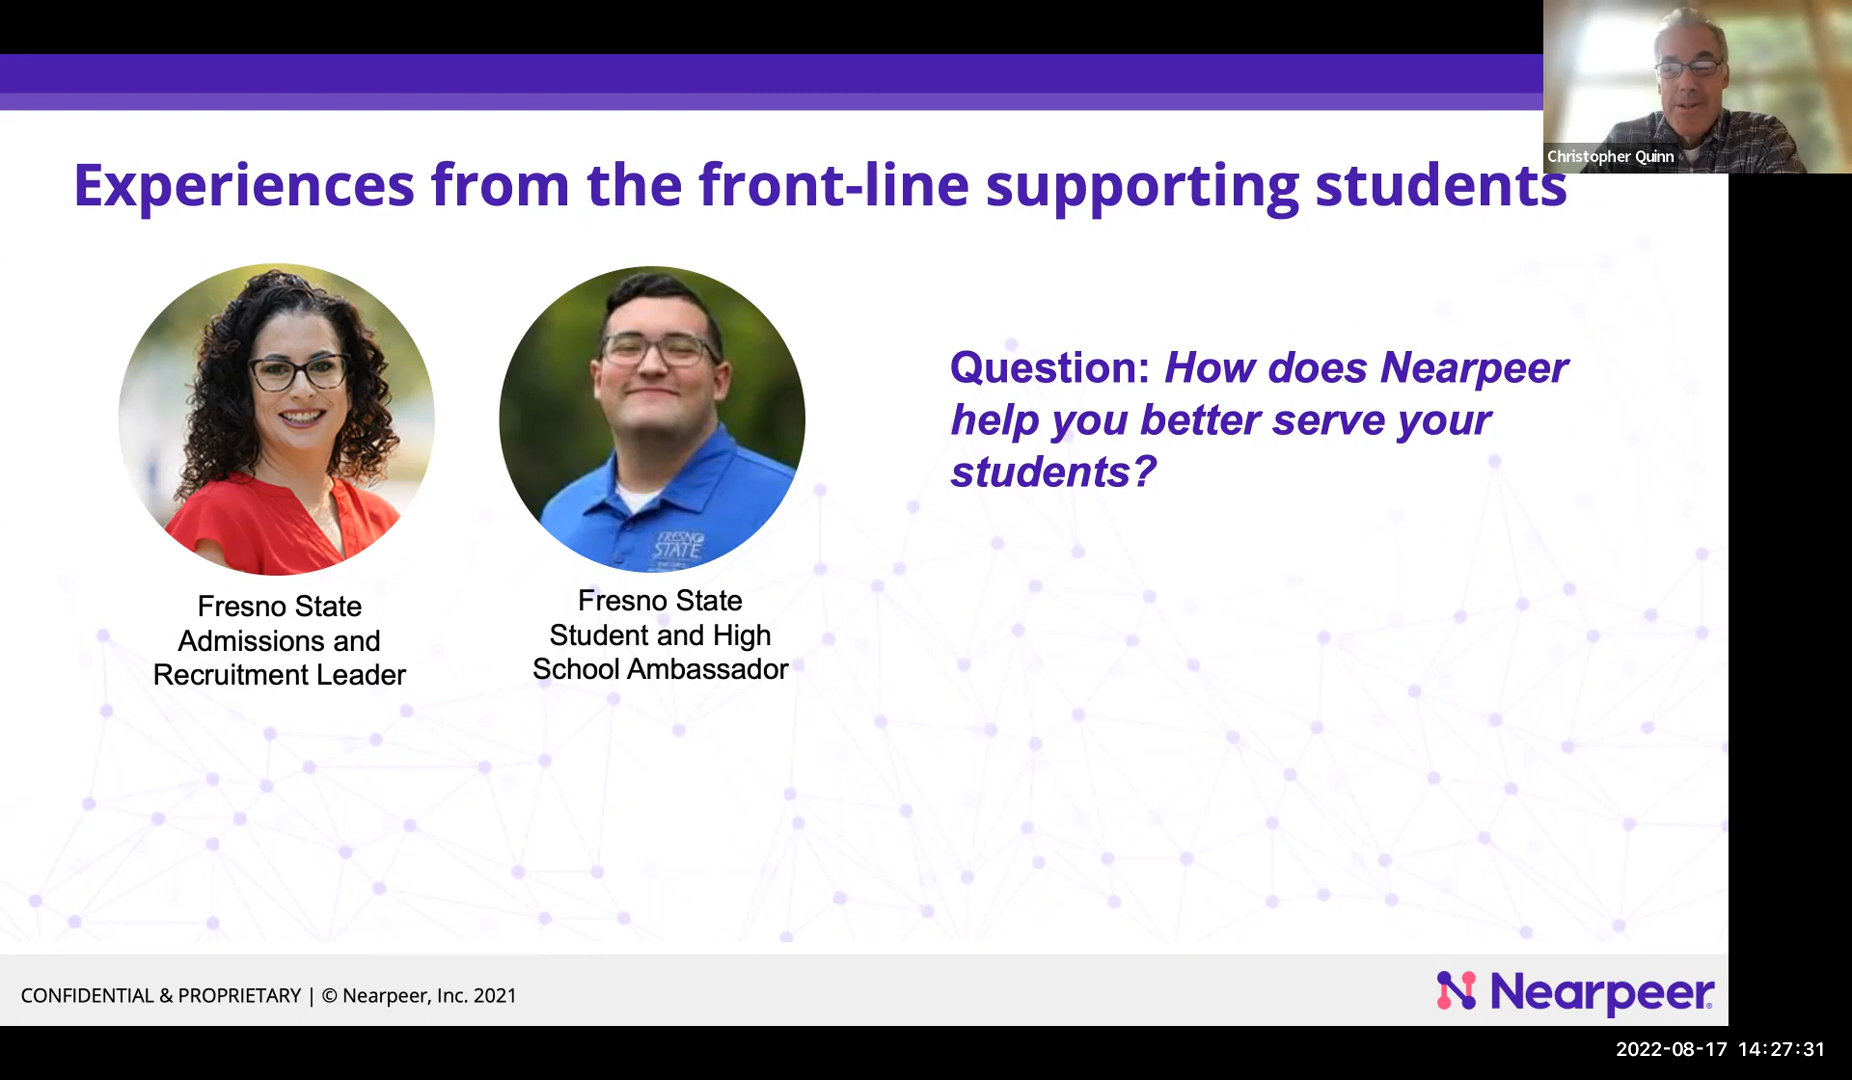 Christopher Quinn
Experiences from the front-line supporting students
Question: How does Nearpeer
help you better serve your
students?
FRESNO
STATE
Fresno State
Admissions and
Recruitment Leader
Fresno State
Student and High
School Ambassador
CONFIDENTIAL & PROPRIETARY | © Nearpeer, Inc. 2021
Nearpeer®
2022-08-17 14:27:31